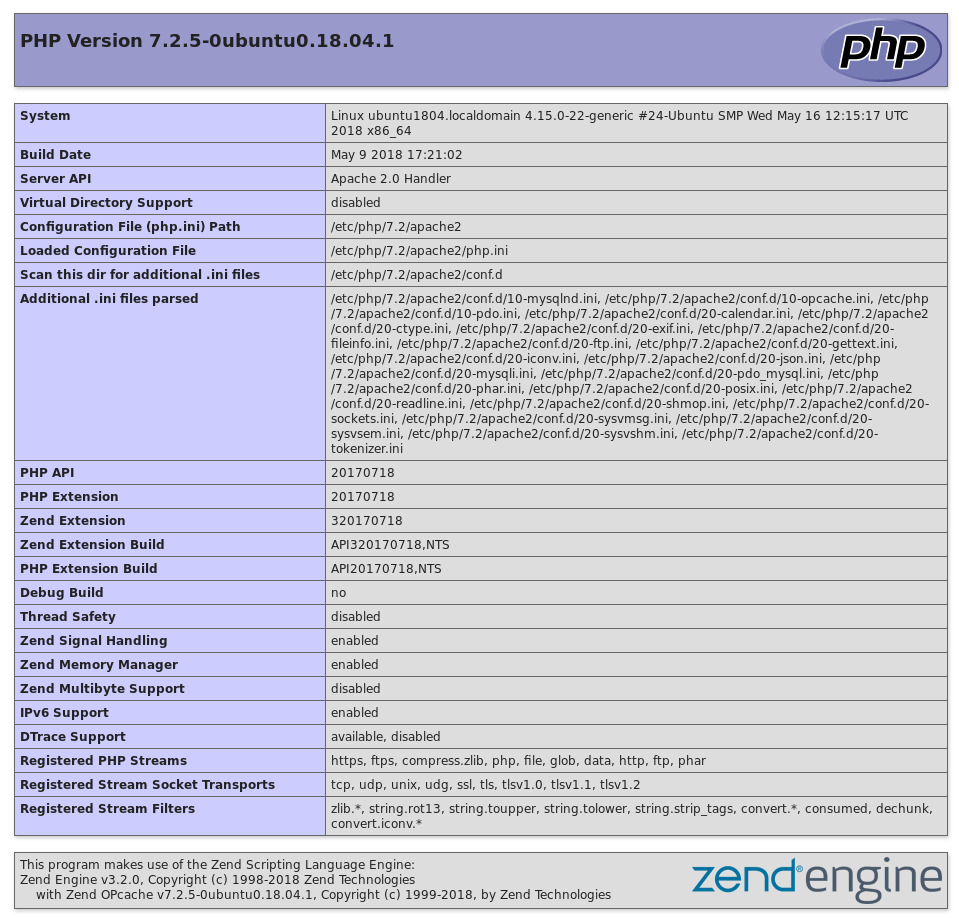 PHP Version 7.2.5-0ubuntu0.18.04.1
php
System
Linux ubuntu1804.localdomain 4.15.0-22-generic #24-Ubuntu SMP Wed May 16 12:15:17 UTC
2018 x86_64
Build Date
May 9 2018 17:21:02
Server API
Apache 2.0 Handler
Virtual Directory Support
disabled
Configuration File (php.ini) Path
/etc/php/7.2/apache2
Loaded Configuration File
/etc/php/7.2/apache2/php.ini
Scan this dir for additional .ini files
/etc/php/7.2/apache2/conf.d
Additional .ini files parsed
/etc/php/7.2/apache2/conf.d/10-mysqlnd.ini, /etc/php/7.2/apache2/conf.d/10-opcache.ini, /etc/php
/7.2/apache2/conf.d/10-pdo.ini, /etc/php/7.2/apache2/conf.d/20-calendar.ini, /etc/php/7.2/apache2
/conf.d/20-ctype.ini, /etc/php/7.2/apache2/conf.d/20-exif.ini, /etc/php/7.2/apache2/conf.d/20-
fileinfo.ini, /etc/php/7.2/apache2/conf.d/20-ftp.ini, /etc/php/7.2/apache2/conf.d/20-gettext.ini,
/etc/php/7.2/apache2/conf.d/20-iconv.ini, /etc/php/7.2/apache2/conf.d/20-json.ini, /etc/php
/7.2/apache2/conf.d/20-mysqli.ini, /etc/php/7.2/apache2/conf.d/20-pdo_mysql.ini, /etc/php
/7.2/apache2/conf.d/20-phar.ini, /etc/php/7.2/apache2/conf.d/20-posix.ini, /etc/php/7.2/apache2
/conf.d/20-readline.ini, /etc/php/7.2/apache2/conf.d/20-shmop.ini, /etc/php/7.2/apache2/conf.d/20-
sockets.ini, /etc/php/7.2/apache2/conf.d/20-sysvmsg.ini, /etc/php/7.2/apache2/conf.d/20-
sysvsem.ini, /etc/php/7.2/apache2/conf.d/20-sysvshm.ini, /etc/php/7.2/apache2/conf.d/20-
tokenizer.ini
PHP API
20170718
PHP Extension
20170718
Zend Extension
320170718
Zend Extension Build
API320170718,NTS
PHP Extension Build
API20170718,NTS
Debug Build
no
Thread Safety
disabled
Zend Signal Handling
enabled
Zend Memory Manager
enabled
Zend Multibyte Support
disabled
IPv6 Support
enabled
DTrace Support
available, disabled
Registered PHP Streams
https, ftps, compress.zlib, php, file, glob, data, http, ftp, phar
Registered Stream Socket Transports
tcp, udp, unix, udg, ssl, tls, tlsv1.0, tlsv1.1, tlsv1.2
Registered Stream Filters
zlib.*, string.rot13, string.toupper, string.tolower, string.strip_tags, convert.*, consumed, dechunk,
convert.iconv.*
This program makes use of the Zend Scripting Language Engine:
Zend Engine v3.2.0, Copyright (c) 1998-2018 Zend Technologies
with Zend OPcache v7.2.5-0ubuntu0.18.04.1, Copyright (c) 1999-2018, by Zend Technologies
zend®engine